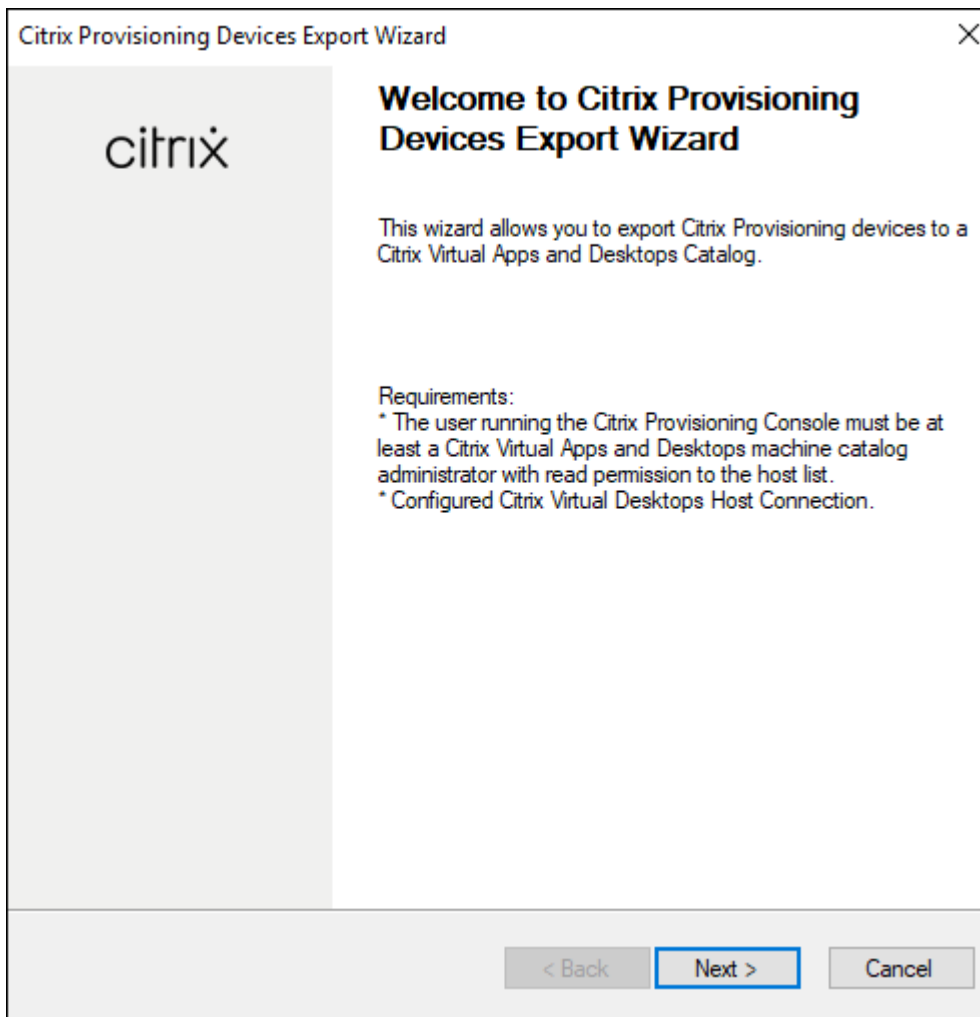 Citrix Provisioning Devices Export Wizard
citrix
Welcome to Citrix Provisioning
Devices Export Wizard
This wizard allows you to export Citrix Provisioning devices to a
Citrix Virtual Apps and Desktops Catalog.
Requirements:
* The user running the Citrix Provisioning Console must be at
least a Citrix Virtual Apps and Desktops machine catalog
administrator with read permission to the host list.
* Configured Citrix Virtual Desktops Host Connection.
< Back
Next >
Cancel